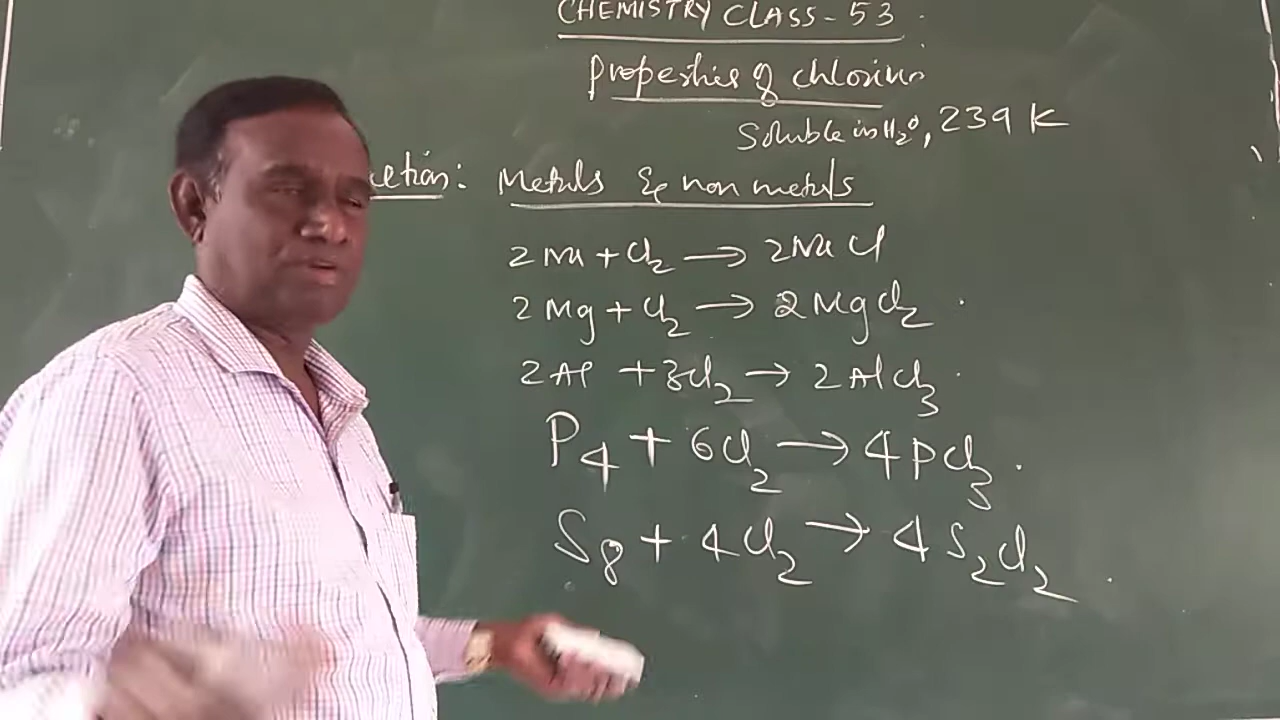 CHEMISTRY CLASS - 53
Properties of chlorine
Soluble in H₂O, 239 K
ction: Metals & non metals
2Na + Cl₂ → 2NaCl
2Mg + Cl₂ → 2MgCl₂
2Al + 3Cl₂ → 2AlCl₃
P₄ + 6Cl₂ → 4PCl₃
S₈ + 4Cl₂ → 4S₂Cl₂